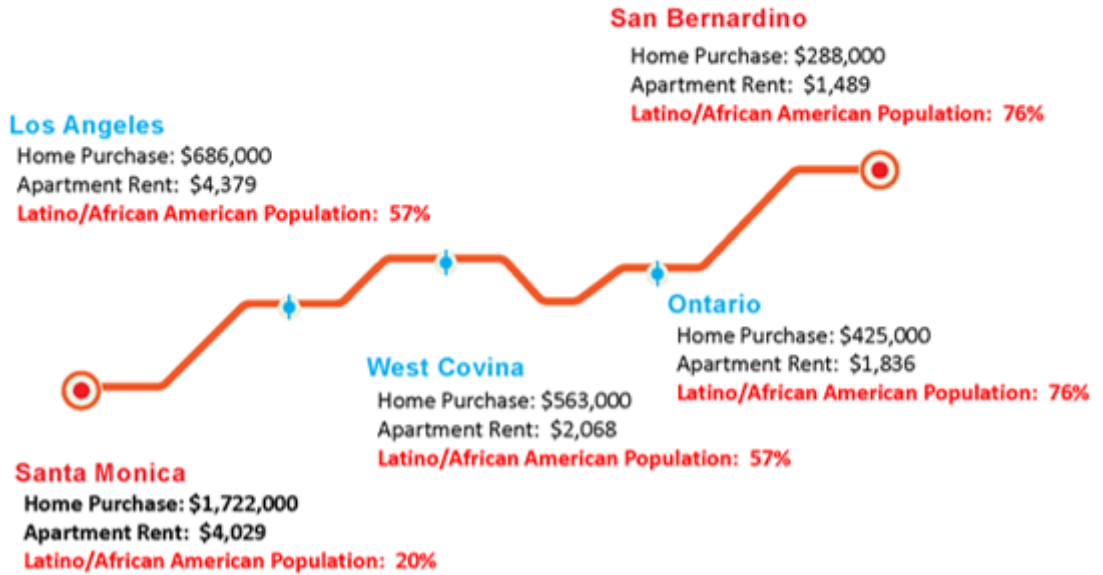 San Bernardino
Home Purchase: $288,000
Apartment Rent: $1,489
Latino/African American Population: 76%
Los Angeles
Home Purchase: $686,000
Apartment Rent: $4,379
Latino/African American Population: 57%
Ontario
Home Purchase: $425,000
Apartment Rent: $1,836
Latino/African American Population: 76%
West Covina
Home Purchase: $563,000
Apartment Rent: $2,068
Latino/African American Population: 57%
Santa Monica
Home Purchase: $1,722,000
Apartment Rent: $4,029
Latino/African American Population: 20%